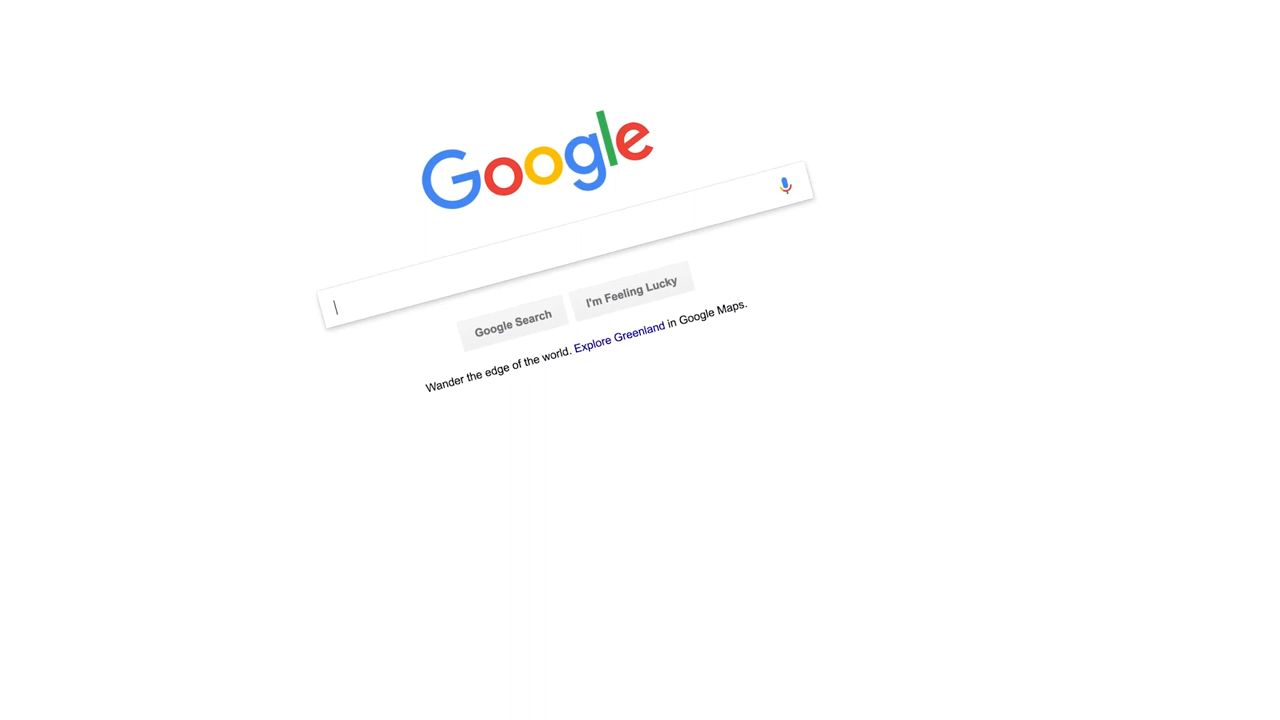 Google
Google Search
I'm Feeling Lucky
Wander the edge of the world. Explore Greenland in Google Maps.